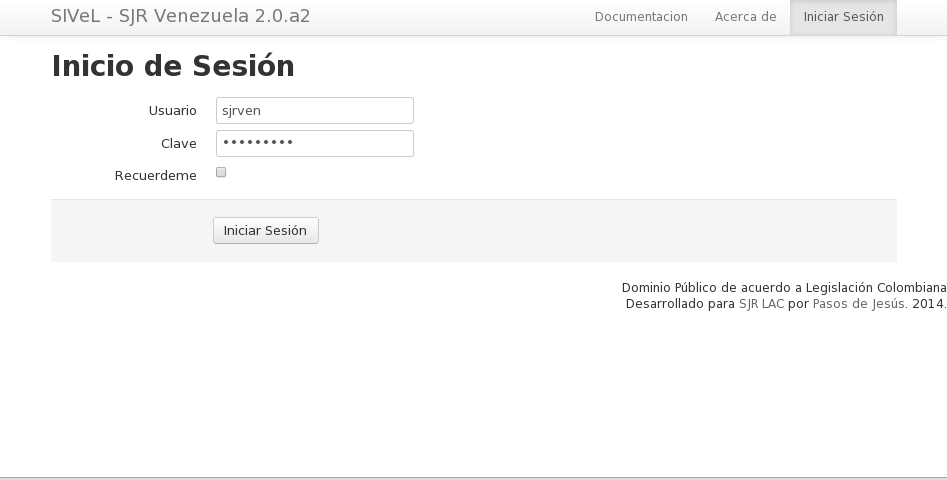 SIVeL - SJR Venezuela 2.0.a2 Documentacion Acerca de Iniciar Sesión
Inicio de Sesión
Usuario sjrven
Clave •••••••••
Recuerdeme
Iniciar Sesión
Dominio Público de acuerdo a Legislación Colombiana
Desarrollado para SJR LAC por Pasos de Jesús. 2014.